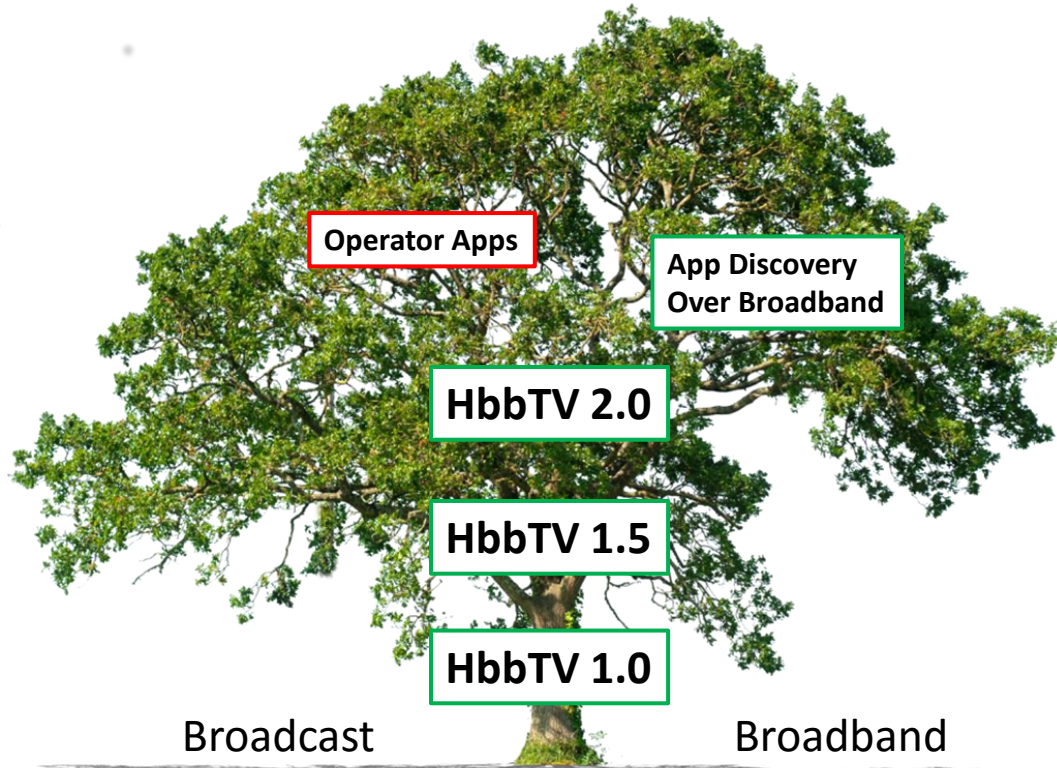 Operator Apps
App Discovery
Over Broadband
HbbTV 2.0
HbbTV 1.5
HbbTV 1.0
Broadcast
Broadband